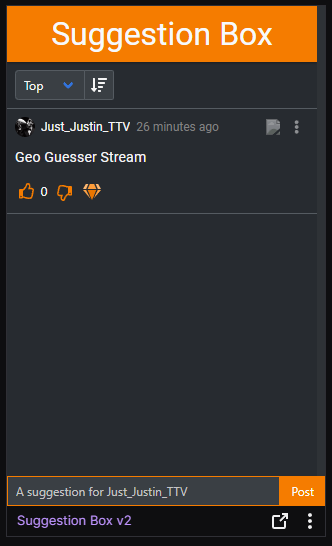 Suggestion Box
Top
Just_Justin_TTV 26 minutes ago
Geo Guesser Stream
0
A suggestion for Just_Justin_TTV Post
Suggestion Box v2